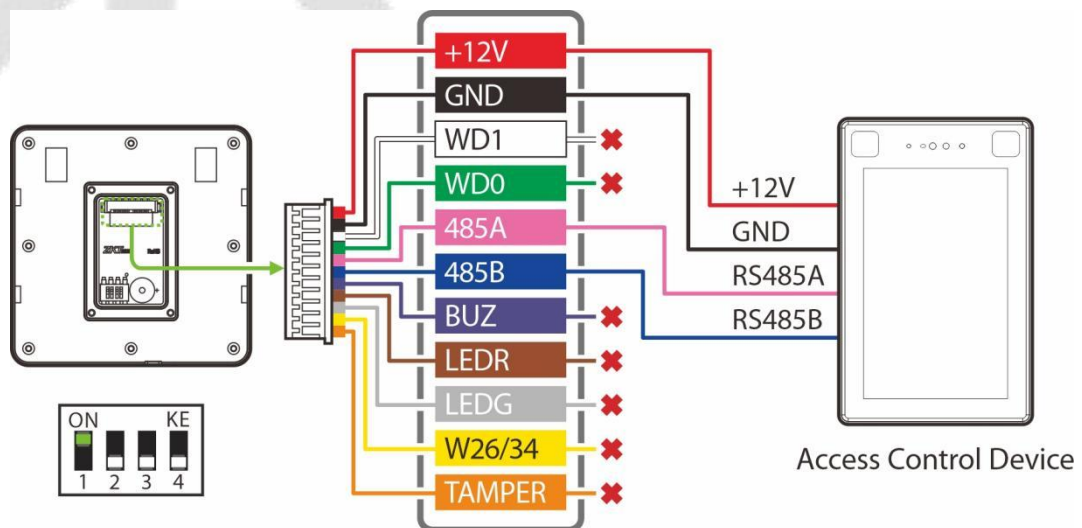 +12V
GND
WD1
WD0
485A
485B
BUZ
LEDR
LEDG
W26/34
TAMPER
+12V
GND
RS485A
RS485B
Access Control Device
ON KE
1 2 3 4